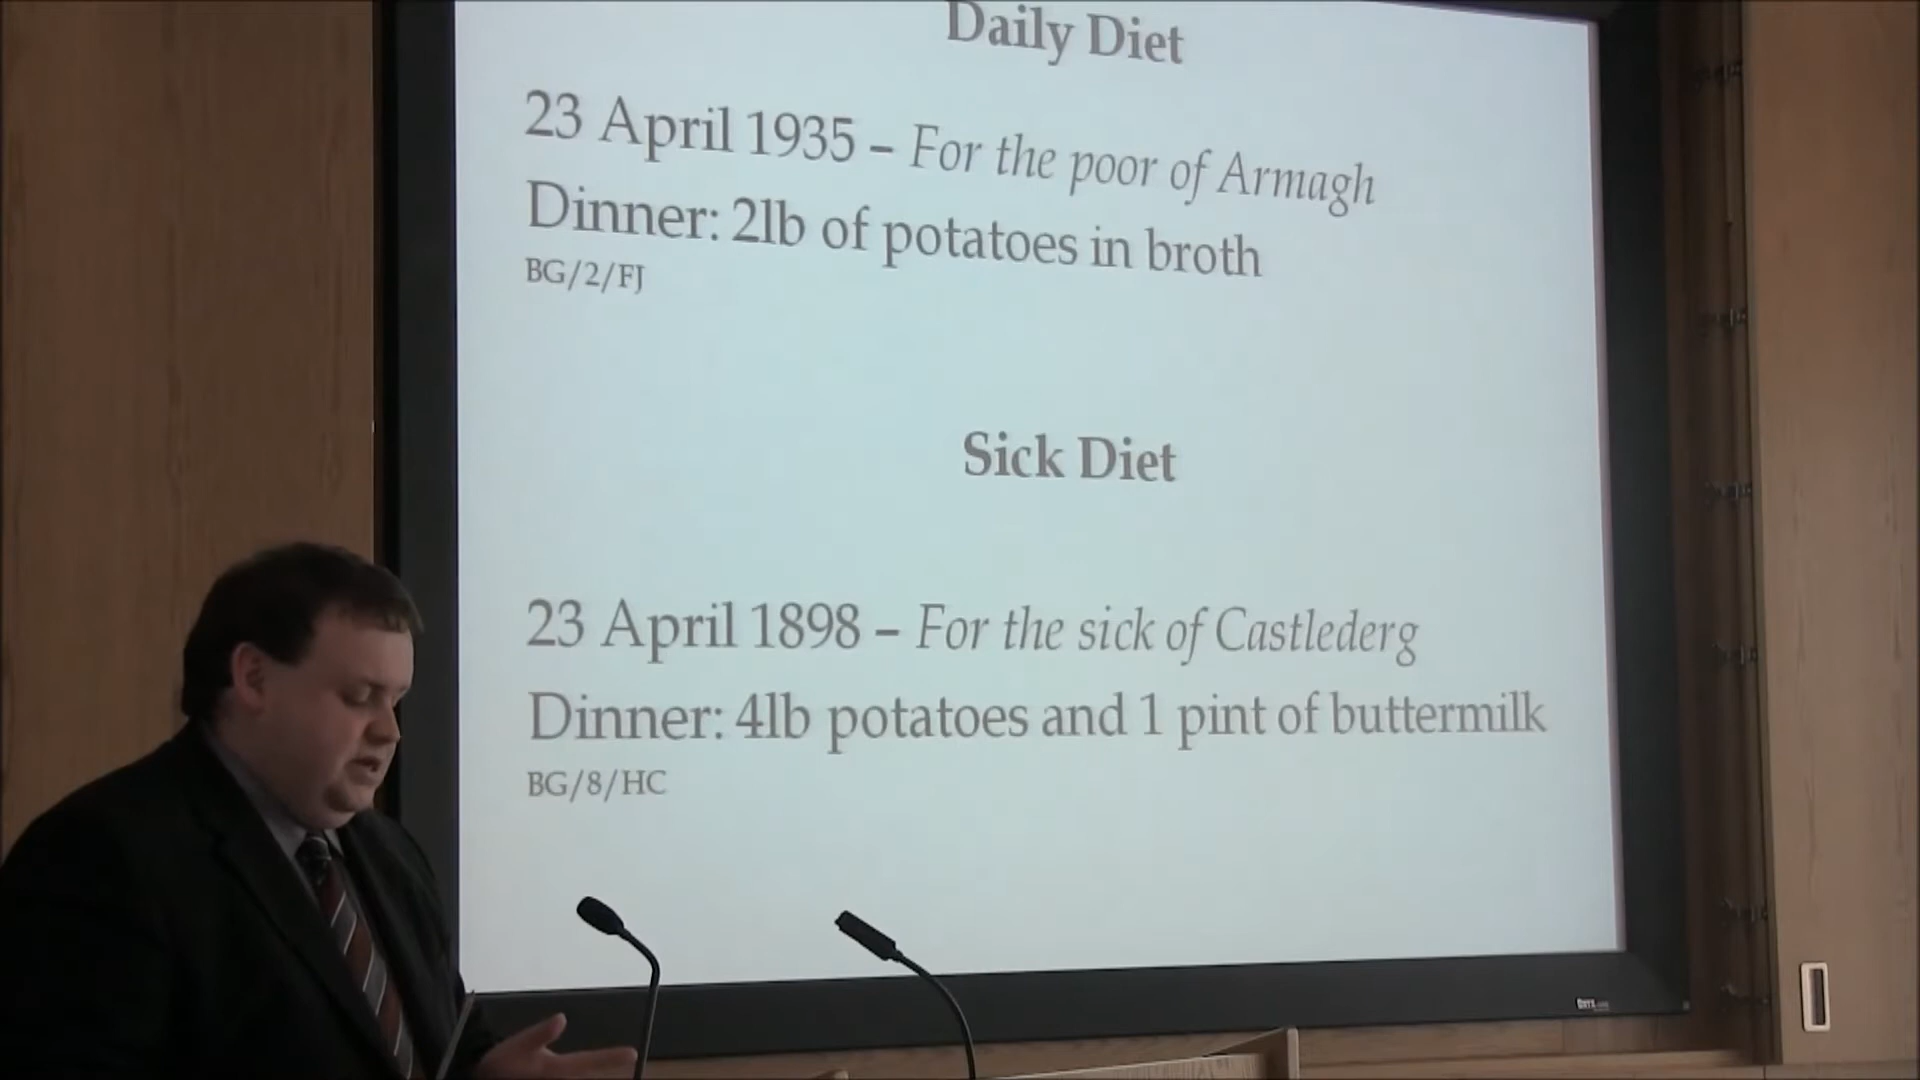 Daily Diet
23 April 1935 – For the poor of Armagh
Dinner: 2lb of potatoes in broth
BG/2/FJ
Sick Diet
23 April 1898 – For the sick of Castlederg
Dinner: 4lb potatoes and 1 pint of buttermilk
BG/8/HC